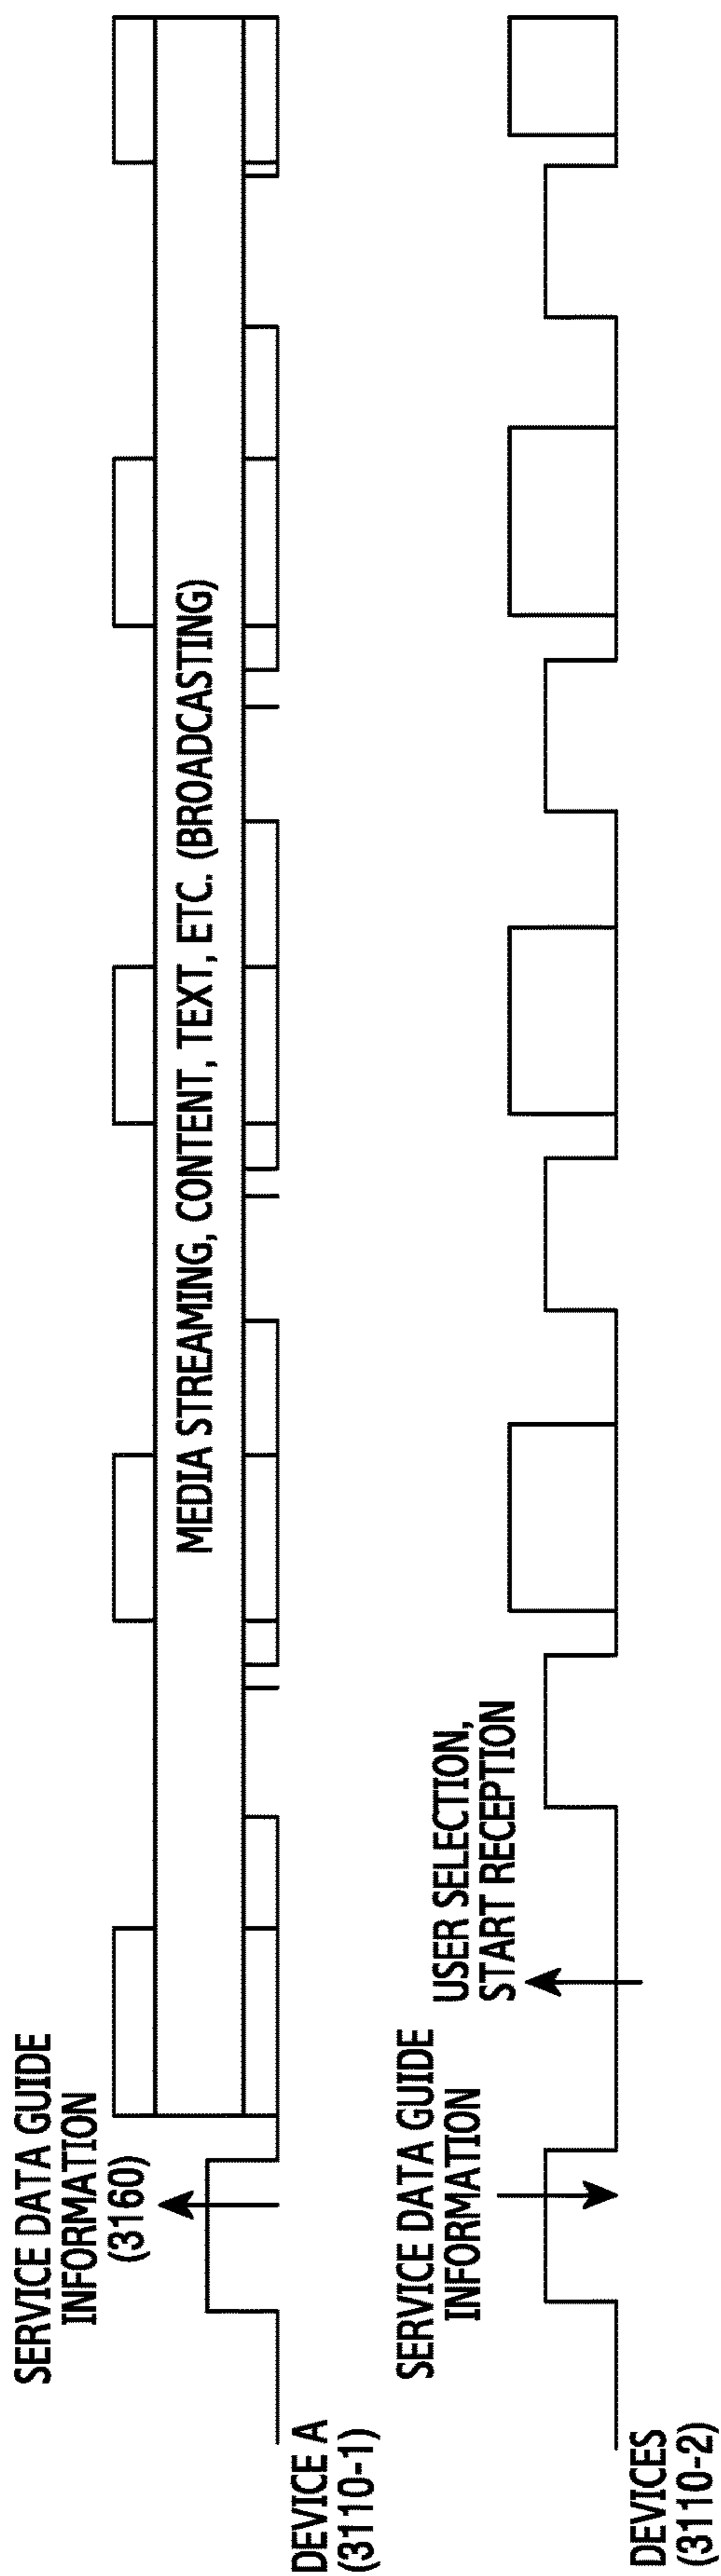 SERVICE DATA GUIDE
INFORMATION
(3160)
MEDIA STREAMING, CONTENT, TEXT, ETC. (BROADCASTING)
DEVICE A
(3110-1)
SERVICE DATA GUIDE
INFORMATION
USER SELECTION,
START RECEPTION
DEVICES
(3110-2)